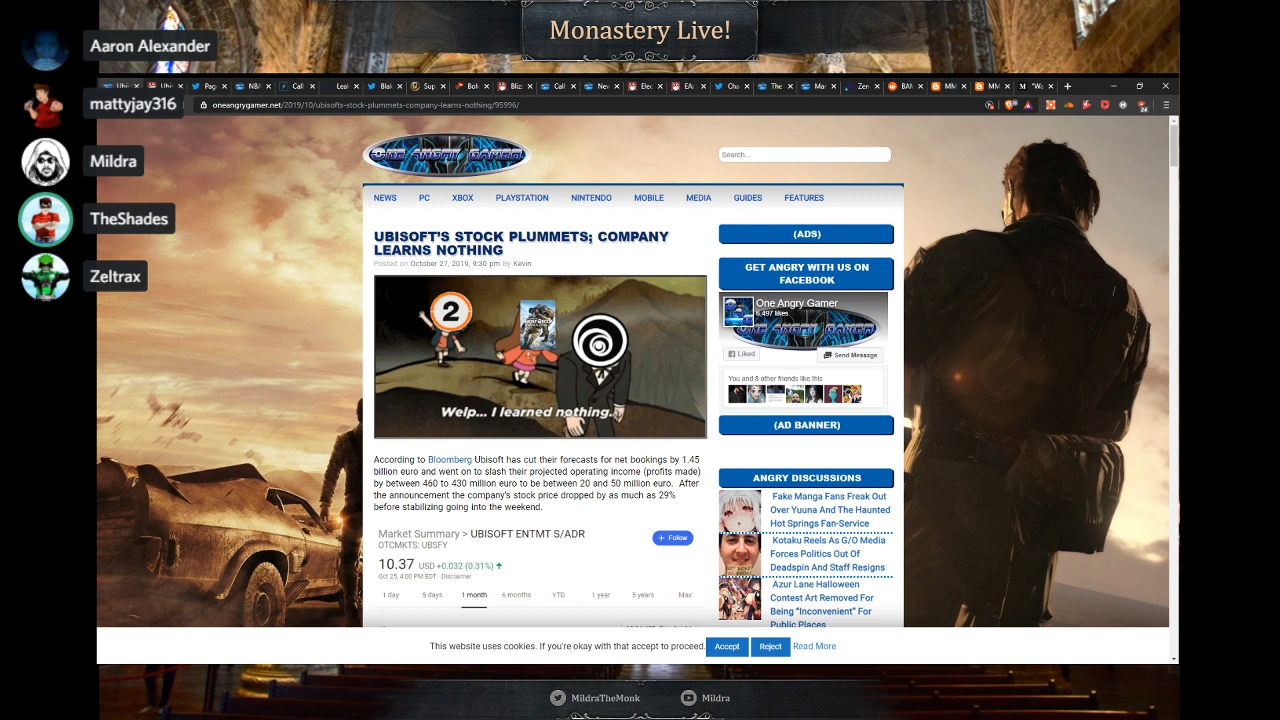 Monastery Live!
Aaron Alexander
mattyjay316
Mildra
TheShades
Zeltrax
oneangrygamer.net/2019/10/ubisofts-stock-plummets-company-learns-nothing/95996/
ONE ANGRY GAMER
Search...
NEWS PC XBOX PLAYSTATION NINTENDO MOBILE MEDIA GUIDES FEATURES
UBISOFT'S STOCK PLUMMETS; COMPANY
LEARNS NOTHING
Posted on October 27, 2019, 9:30 pm By Kevin
2
Welp... I learned nothing.
According to Bloomberg Ubisoft has cut their forecasts for net bookings by 1.45
billion euro and went on to slash their projected operating income (profits made)
by between 460 to 430 million euro to be between 20 and 50 million euro. After
the announcement the company's stock price dropped by as much as 29%
before stabilizing going into the weekend.
Market Summary > UBISOFT ENTMT S/ADR
OTCMKTS: UBSFY
+ Follow
10.37 USD +0.032 (0.31%) ↑
Oct 25, 4:00 PM EDT · Disclaimer
1 day 5 days 1 month 6 months YTD 1 year 5 years Max
(ADS)
GET ANGRY WITH US ON
FACEBOOK
One Angry Gamer
6,497 likes
ONE ANGRY GAMER
Liked
Send Message
You and 8 other friends like this
(AD BANNER)
ANGRY DISCUSSIONS
Fake Manga Fans Freak Out
Over Yuuna And The Haunted
Hot Springs Fan-Service
Kotaku Reels As G/O Media
Forces Politics Out Of
Deadspin And Staff Resigns
Azur Lane Halloween
Contest Art Removed For
Being "Inconvenient" For
Public Places
This website uses cookies. If you're okay with that accept to proceed. Accept Reject Read More
MildraTheMonk
Mildra